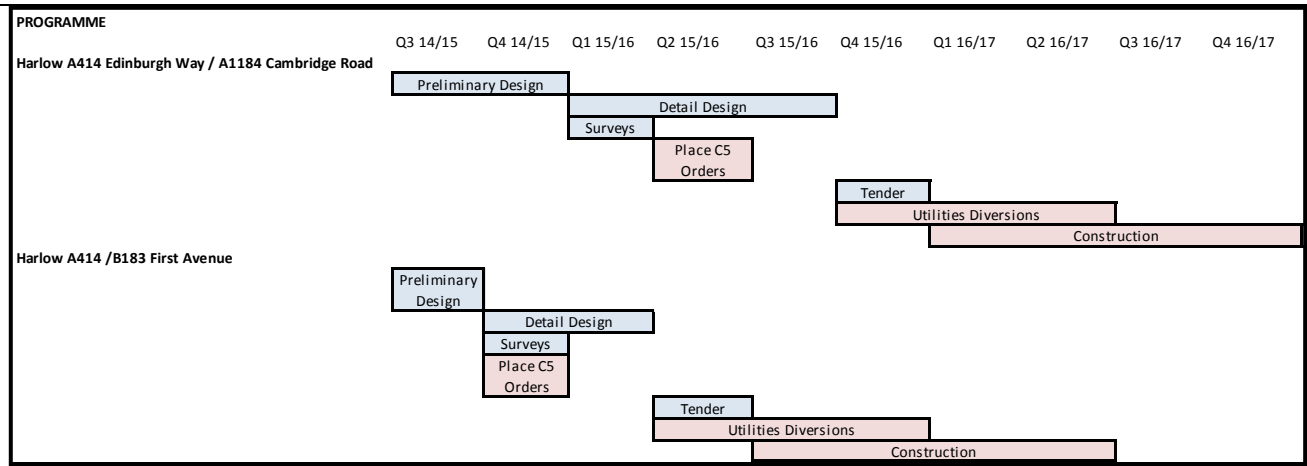 PROGRAMME
Q3 14/15 Q4 14/15 Q1 15/16 Q2 15/16 Q3 15/16 Q4 15/16 Q1 16/17 Q2 16/17 Q3 16/17 Q4 16/17
Harlow A414 Edinburgh Way / A1184 Cambridge Road
Preliminary Design
Detail Design
Surveys
Place C5
Orders
Tender
Utilities Diversions
Construction
Harlow A414 /B183 First Avenue
Preliminary
Design
Detail Design
Surveys
Place C5
Orders
Tender
Utilities Diversions
Construction